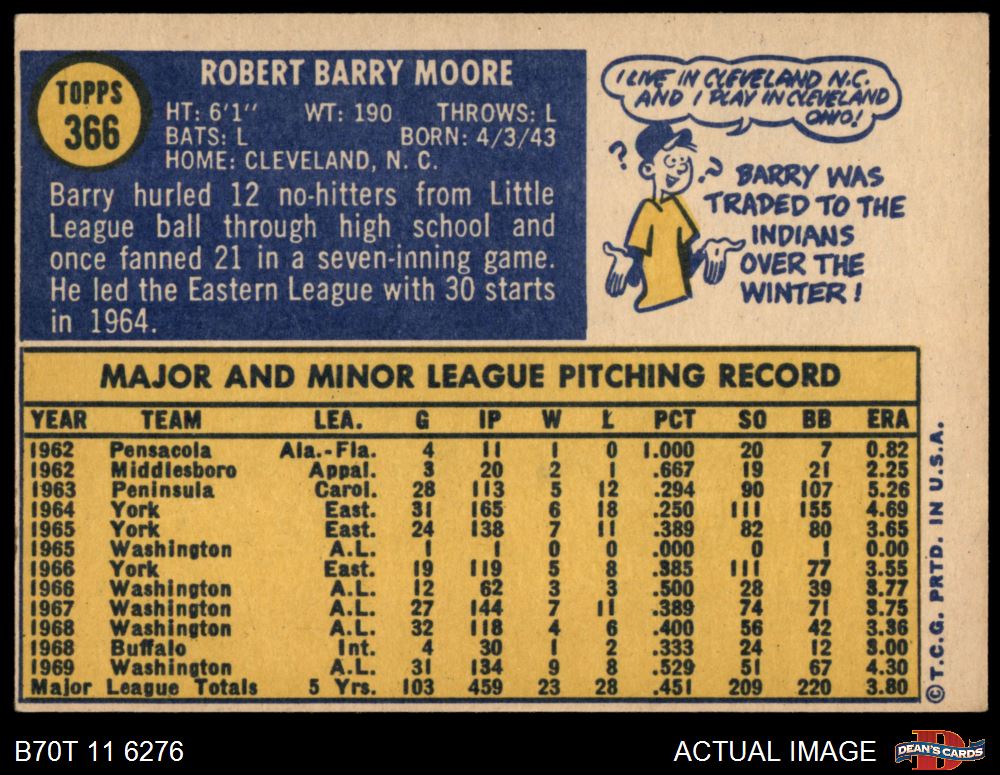 TOPPS
366
ROBERT BARRY MOORE
HT: 6'1" WT: 190 THROWS: L
BATS: L BORN: 4/3/43
HOME: CLEVELAND, N. C.
Barry hurled 12 no-hitters from Little
League ball through high school and
once fanned 21 in a seven-inning game.
He led the Eastern League with 30 starts
in 1964.
I LIVE IN CLEVELAND N.C.
AND I PLAY IN CLEVELAND
OHIO!
? ?
BARRY WAS
TRADED TO THE
INDIANS
OVER THE
WINTER!
MAJOR AND MINOR LEAGUE PITCHING RECORD
YEAR TEAM LEA. G IP W L PCT SO BB ERA
1962 Pensacola Ala.-Fla. 4 11 1 0 1.000 20 7 0.82
1962 Middlesboro Appal. 3 20 2 1 .667 19 21 2.25
1963 Peninsula Carol. 28 113 5 12 .294 90 107 5.26
1964 York East. 31 165 6 18 .250 111 155 4.69
1965 York East. 24 138 7 11 .389 82 80 3.65
1965 Washington A.L. 1 1 0 0 .000 0 1 0.00
1966 York East. 19 119 5 8 .385 111 77 3.55
1966 Washington A.L. 12 62 3 3 .500 28 39 3.77
1967 Washington A.L. 27 144 7 11 .389 74 71 3.75
1968 Washington A.L. 32 118 4 6 .400 56 42 3.36
1968 Buffalo Int. 4 30 1 2 .333 24 12 3.00
1969 Washington A.L. 31 134 9 8 .529 51 67 4.30
Major League Totals 5 Yrs. 103 459 23 28 .451 209 220 3.80
©T.C.G. PRTD. IN U.S.A.
B70T 11 6276
ACTUAL IMAGE
D
DEAN'S CARDS